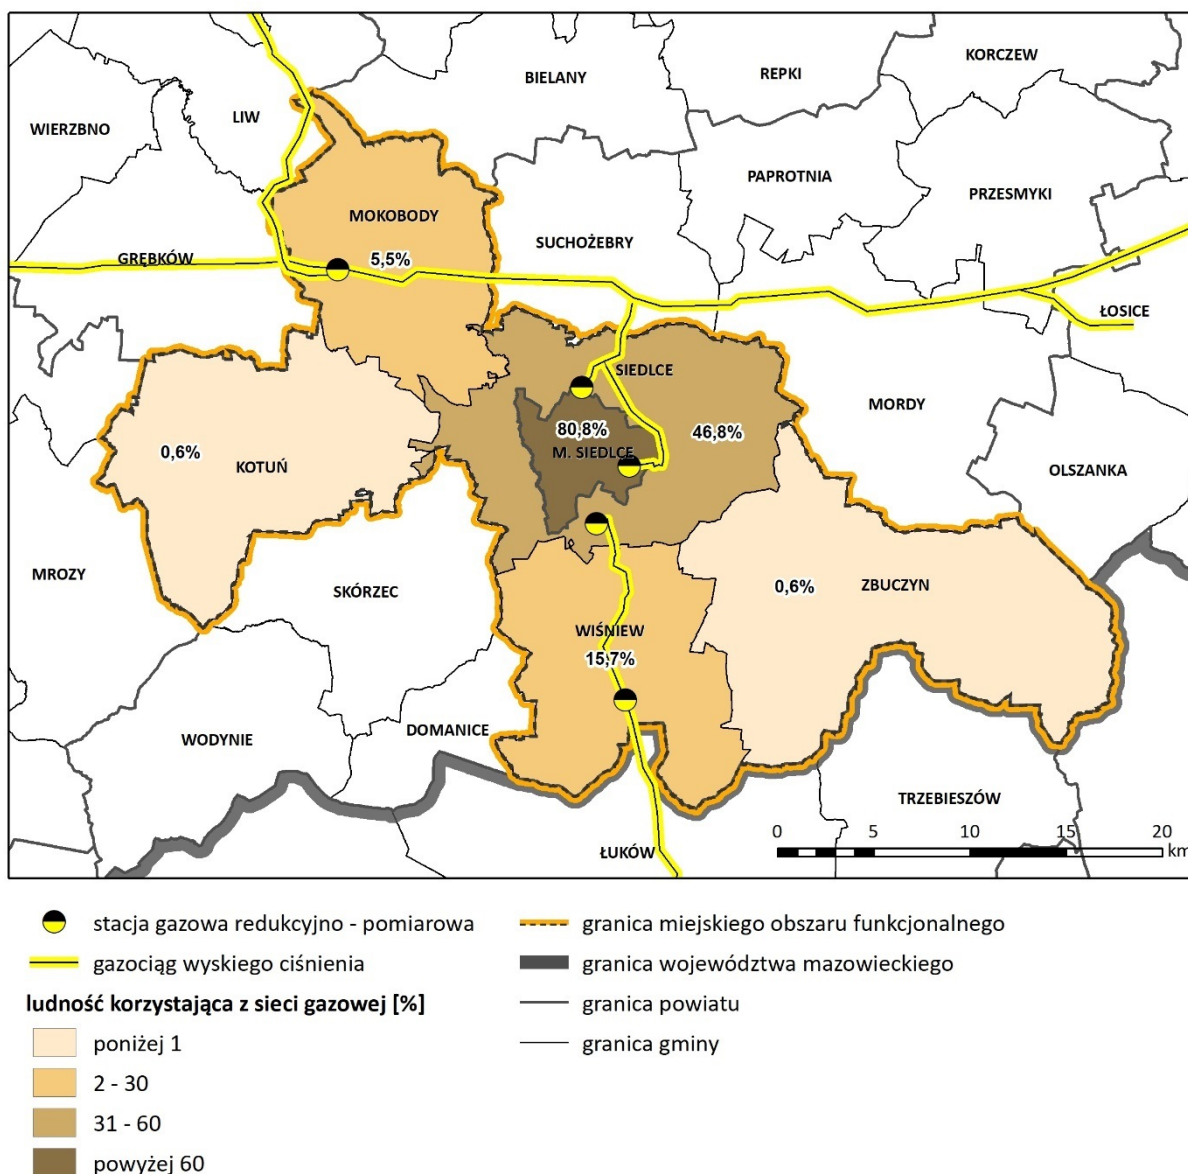 KORCZEW
REPKI
BIELANY
LIW
WIERZBNO
PAPROTNIA
PRZESMYKI
MOKOBODY
SUCHOŻEBRY
GRĘBKÓW
5,5%
ŁOSICE
SIEDLCE
MORDY
80,8%
46,8%
0,6%
M. SIEDLCE
KOTUŃ
OLSZANKA
MROZY
SKÓRZEC
0,6%
ZBUCZYN
WIŚNIEW
15,7%
DOMANICE
WODYNIE
TRZEBIESZÓW
0 5 10 15 20
km
ŁUKÓW
stacja gazowa redukcyjno - pomiarowa
gazociąg wyskiego ciśnienia
ludność korzystająca z sieci gazowej [%]
poniżej 1
2 - 30
31 - 60
powyżej 60
granica miejskiego obszaru funkcjonalnego
granica województwa mazowieckiego
granica powiatu
granica gminy